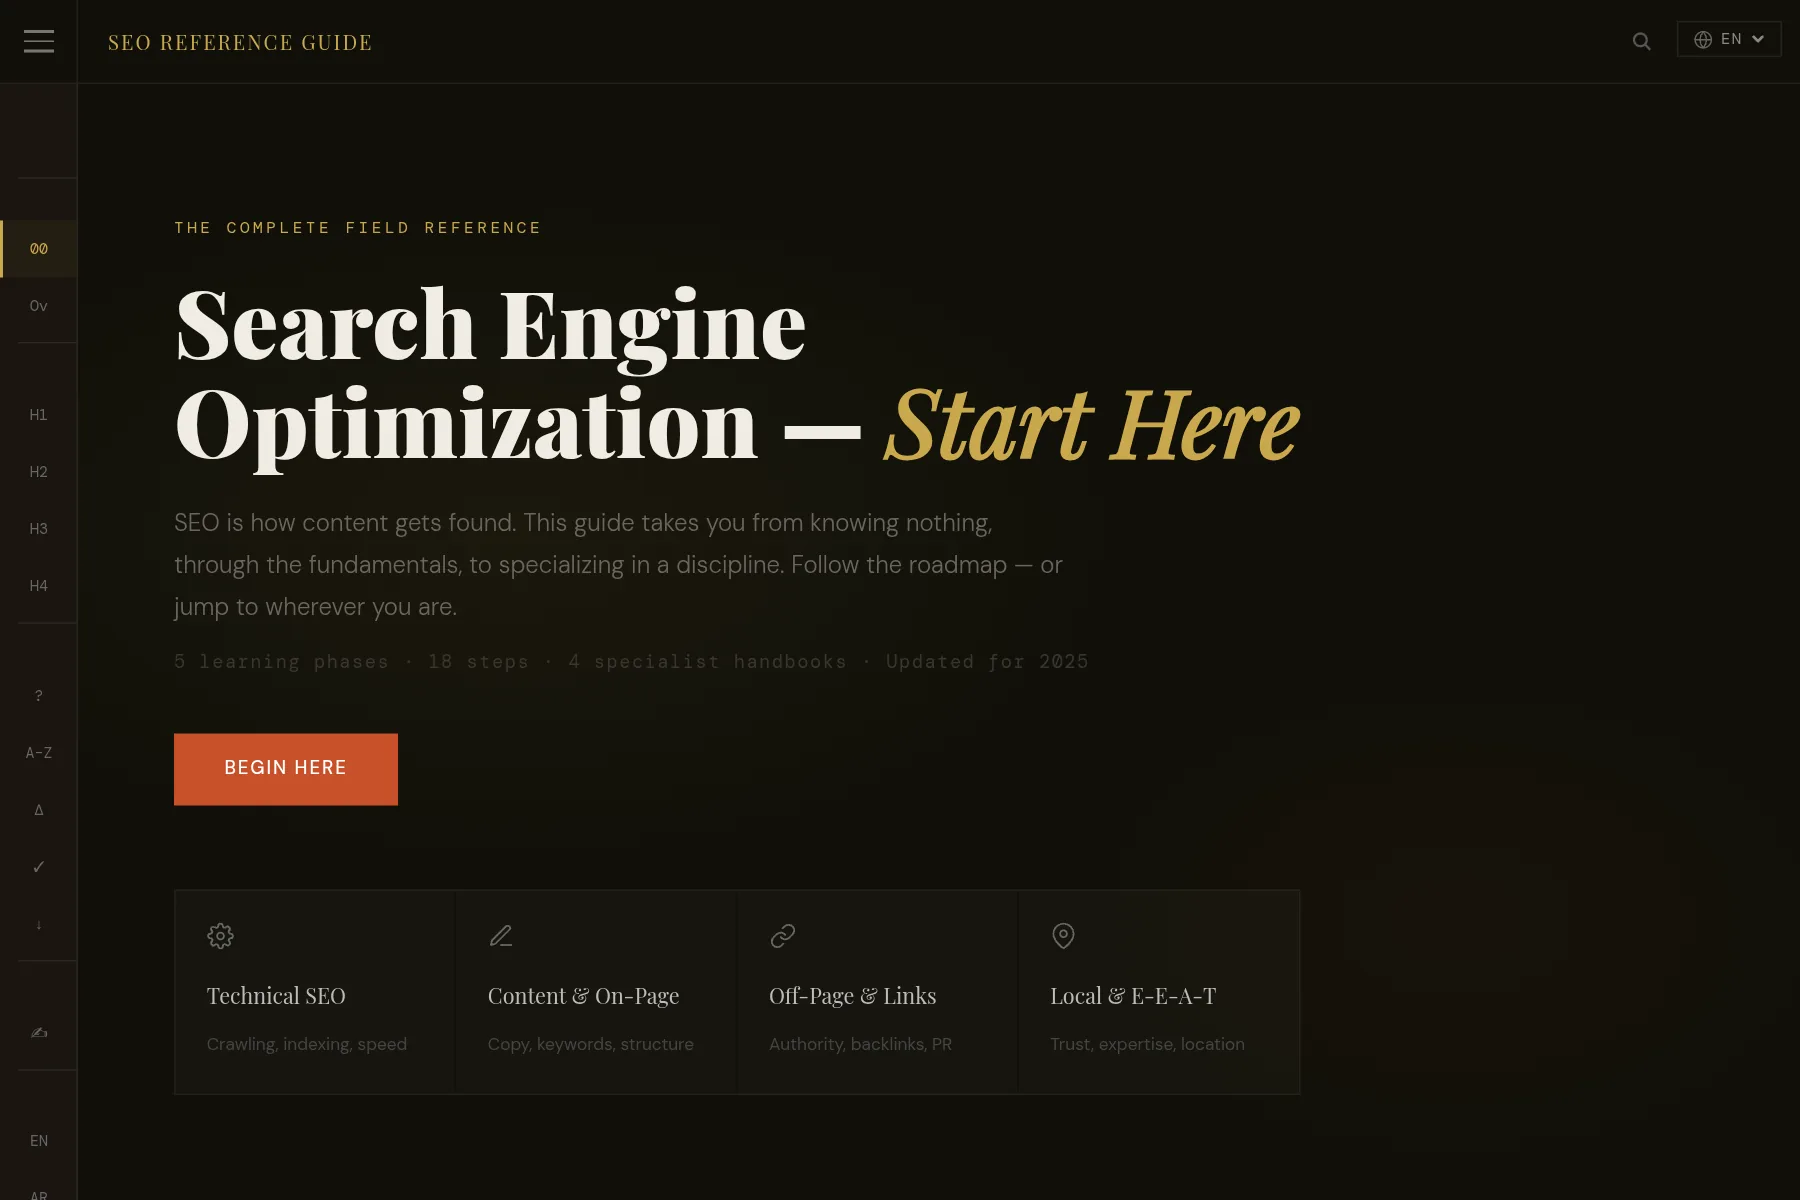 SEO REFERENCE GUIDE
EN
00
Ov
H1
H2
H3
H4
?
A–Z
Δ
✓
↓
✍
EN
AR
THE COMPLETE FIELD REFERENCE
Search Engine
Optimization — Start Here
SEO is how content gets found. This guide takes you from knowing nothing,
through the fundamentals, to specializing in a discipline. Follow the roadmap — or
jump to wherever you are.
5 learning phases · 18 steps · 4 specialist handbooks · Updated for 2025
BEGIN HERE
Technical SEO
Crawling, indexing, speed
Content & On-Page
Copy, keywords, structure
Off-Page & Links
Authority, backlinks, PR
Local & E-E-A-T
Trust, expertise, location